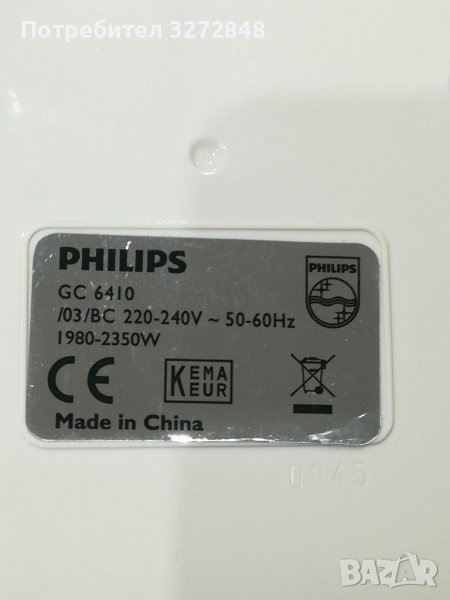 Потребител 3272848
PHILIPS
GC 6410
/03/BC 220-240V ~ 50-60Hz
1980-2350W
PHILIPS
CE
KEMA
KEUR
Made in China
0945
BAZAR